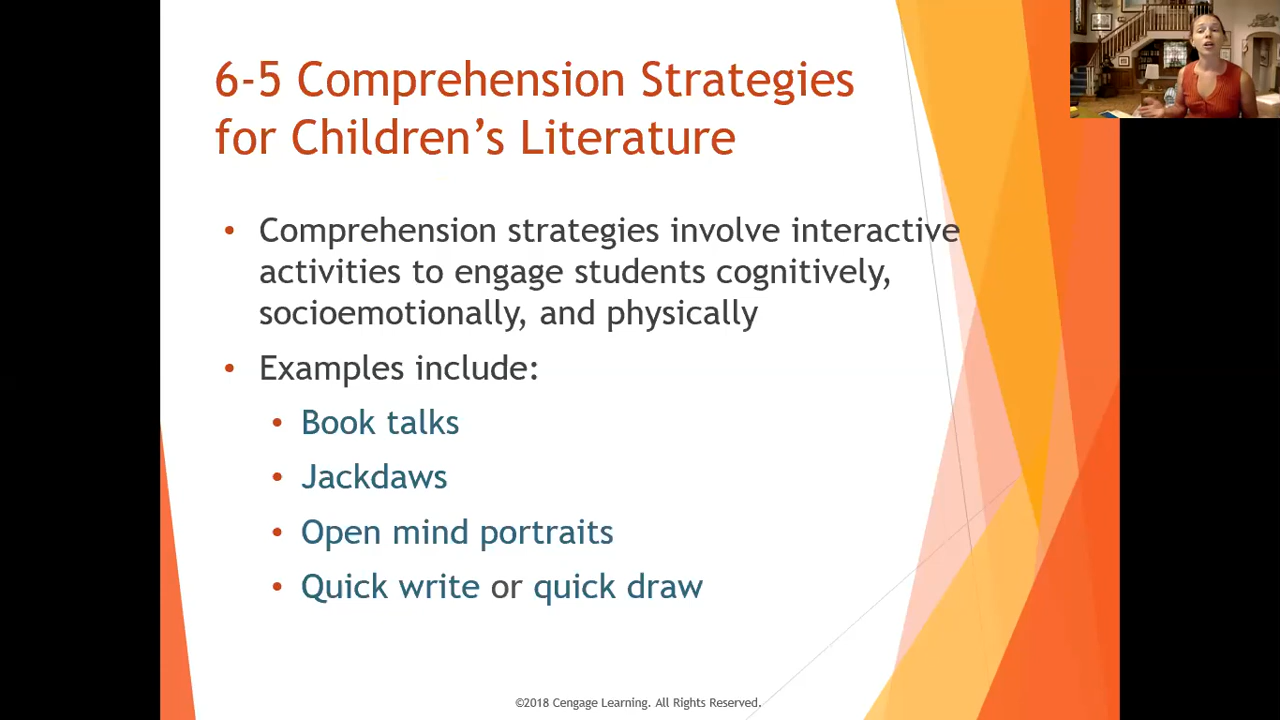 6-5 Comprehension Strategies
for Children’s Literature
• Comprehension strategies involve interactive
activities to engage students cognitively,
socioemotionally, and physically
• Examples include:
• Book talks
• Jackdaws
• Open mind portraits
• Quick write or quick draw
©2018 Cengage Learning. All Rights Reserved.